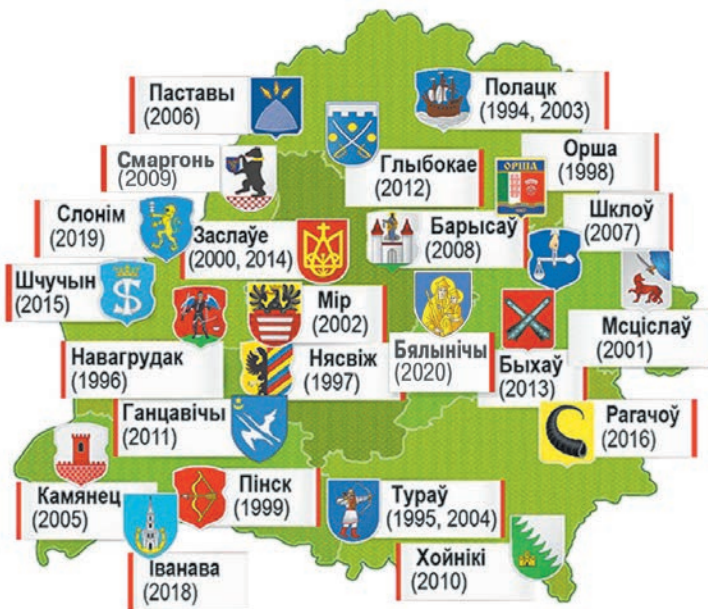 Паставы
(2006)
Полацк
(1994, 2003)
Смаргонь
(2009)
Глыбокае
(2012)
ОРША
Орша
(1998)
Слонім
(2019)
Заслаўе
(2000, 2014)
Барысаў
(2008)
Шклоў
(2007)
Шчучын
(2015)
Мір
(2002)
Мсціслаў
(2001)
Навагрудак
(1996)
Нясвіж
(1997)
Бялынічы
(2020)
Быхаў
(2013)
Ганцавічы
(2011)
Рагачоў
(2016)
Камянец
(2005)
Пінск
(1999)
Тураў
(1995, 2004)
Іванава
(2018)
Хойнікі
(2010)